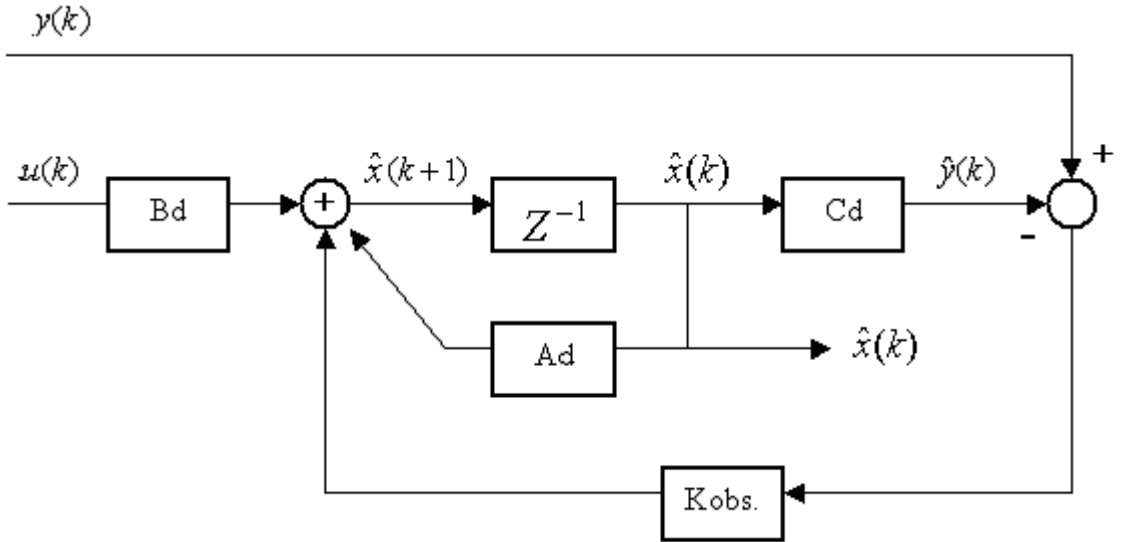 y(k)
+
u(k)
Bd
+
x̂(k+1)
Z⁻¹
x̂(k)
Cd
ŷ(k)
-
Ad
x̂(k)
Kobs.